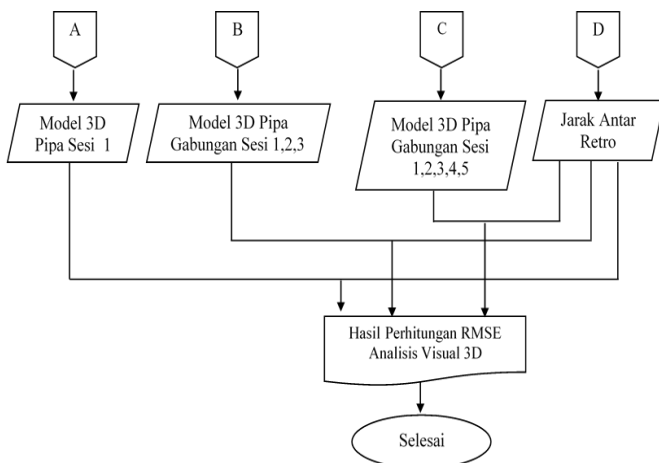 A
B
C
D
Model 3D
Pipa Sesi 1
Model 3D Pipa
Gabungan Sesi 1,2,3
Model 3D Pipa
Gabungan Sesi
1,2,3,4,5
Jarak Antar
Retro
Hasil Perhitungan RMSE
Analisis Visual 3D
Selesai